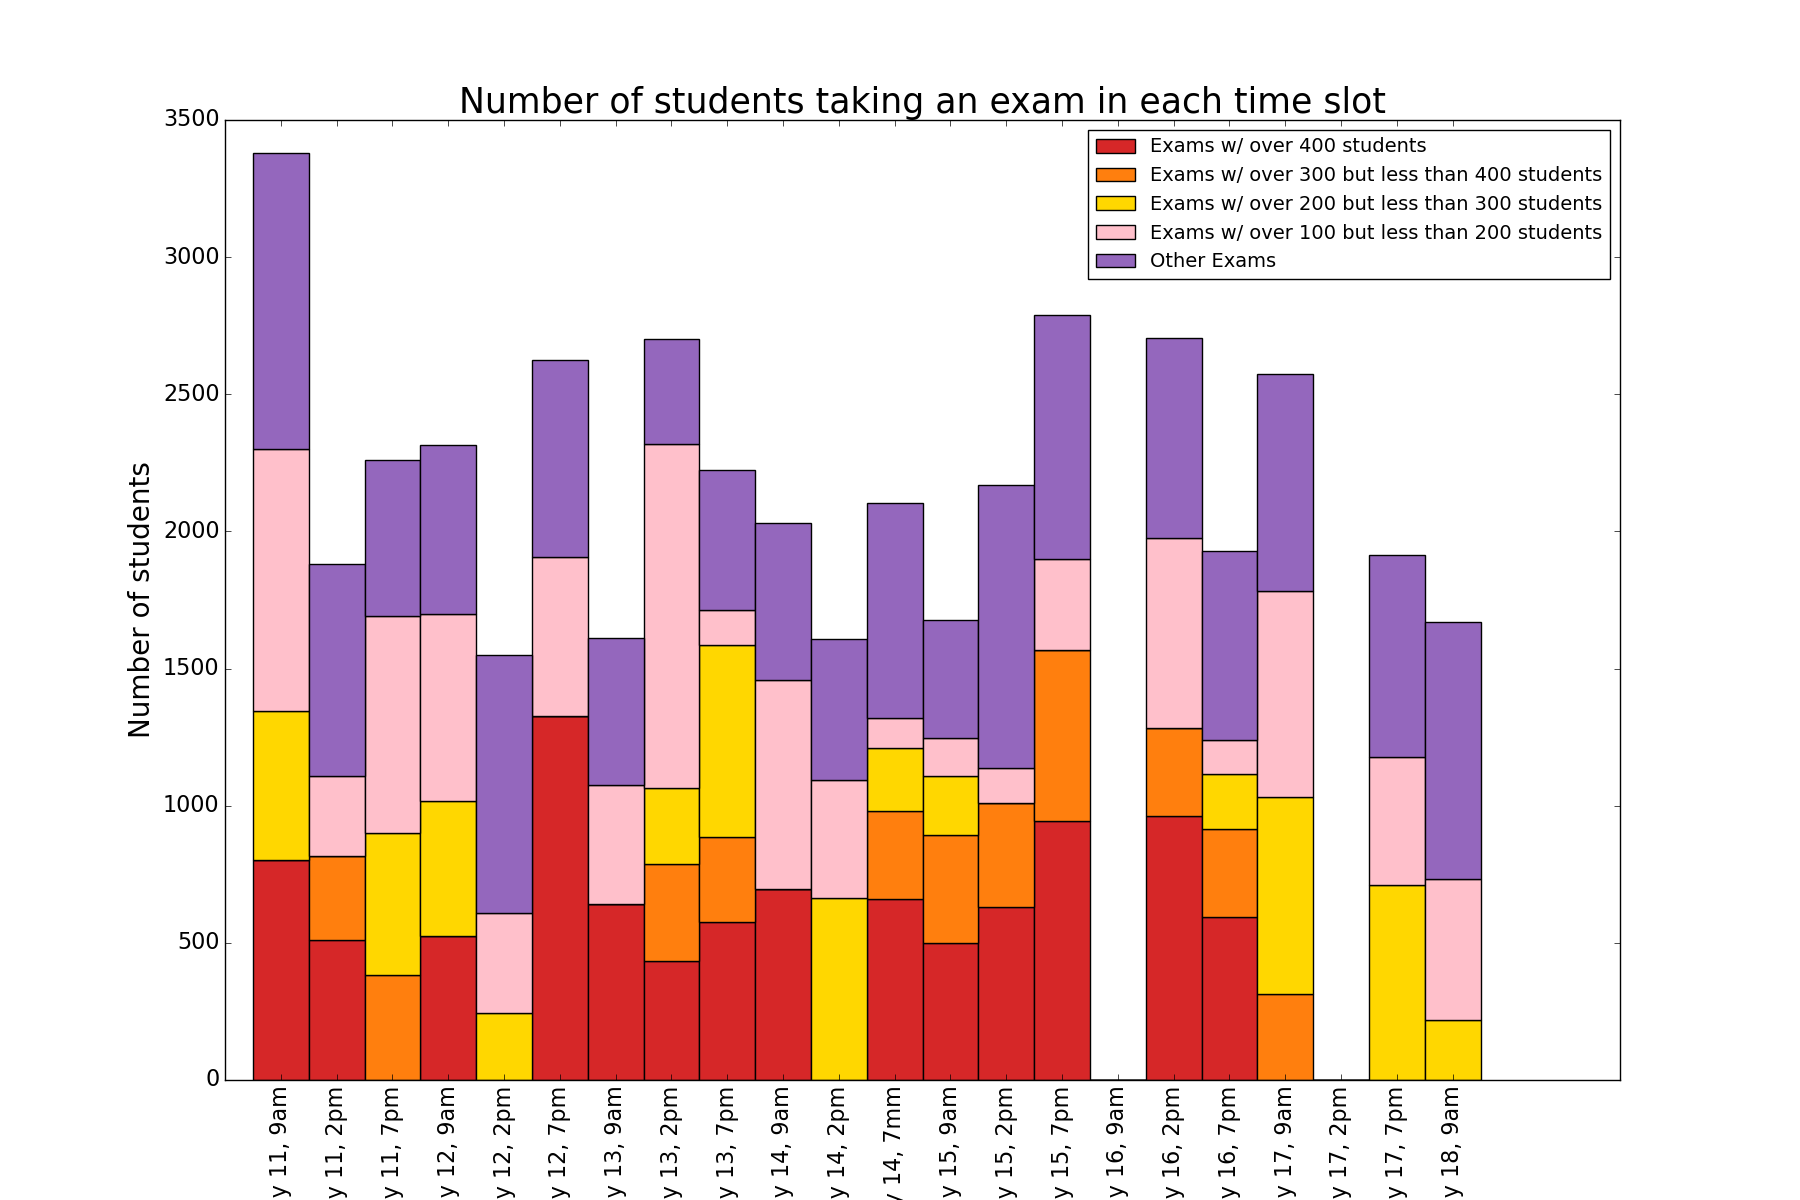 Number of students taking an exam in each time slot
3500
3000
2500
2000
1500
1000
500
0
Number of students
Exams w/ over 400 students
Exams w/ over 300 but less than 400 students
Exams w/ over 200 but less than 300 students
Exams w/ over 100 but less than 200 students
Other Exams
y 11, 9am
y 11, 2pm
y 11, 7pm
y 12, 9am
y 12, 2pm
y 12, 7pm
y 13, 9am
y 13, 2pm
y 13, 7pm
y 14, 9am
y 14, 2pm
y 14, 7mm
y 15, 9am
y 15, 2pm
y 15, 7pm
y 16, 9am
y 16, 2pm
y 16, 7pm
y 17, 9am
y 17, 2pm
y 17, 7pm
y 18, 9am